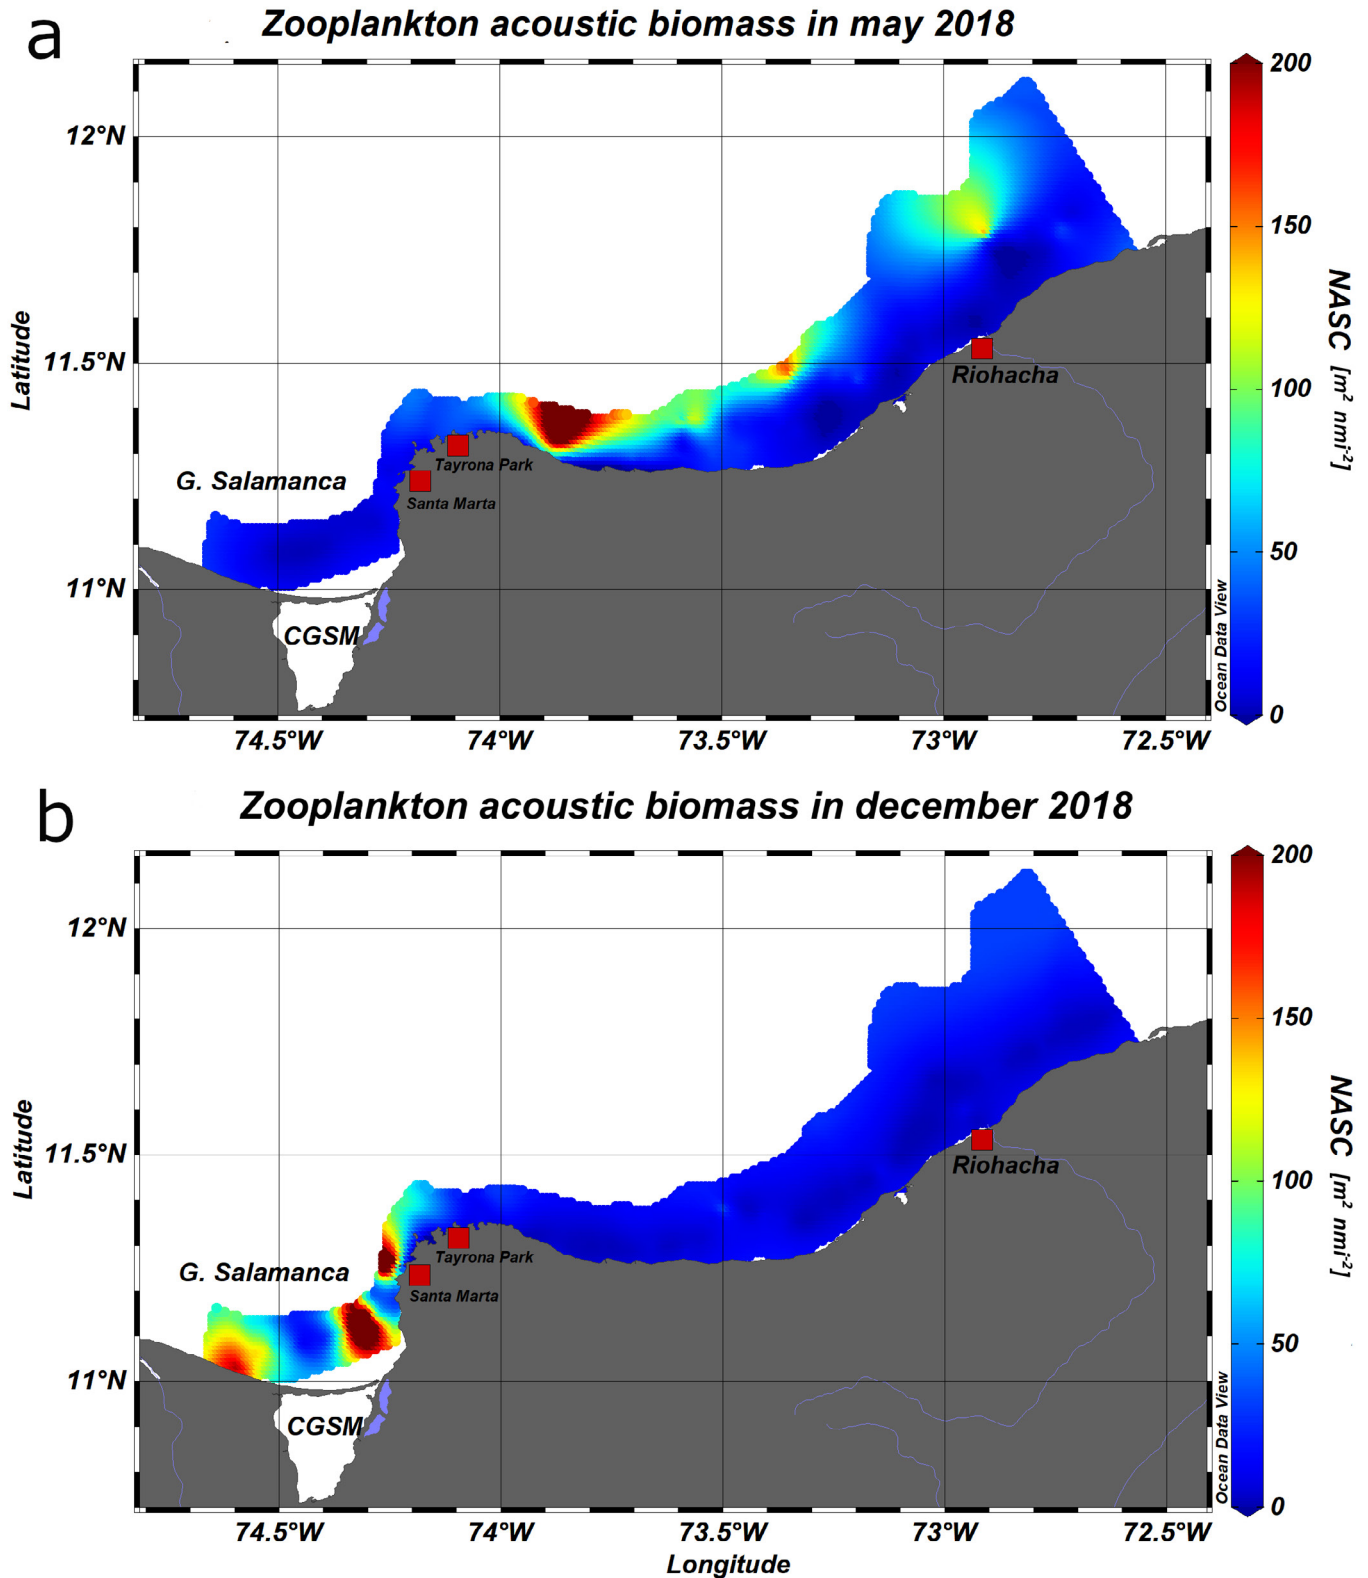 a
Zooplankton acoustic biomass in may 2018
200
150
100
50
0
NASC [m² nmi⁻²]
12°N
11.5°N
11°N
Latitude
Riohacha
Tayrona Park
Santa Marta
G. Salamanca
CGSM
Ocean Data View
74.5°W
74°W
73.5°W
73°W
72.5°W
b
Zooplankton acoustic biomass in december 2018
200
150
100
50
0
NASC [m² nmi⁻²]
12°N
11.5°N
11°N
Latitude
Riohacha
Tayrona Park
Santa Marta
G. Salamanca
CGSM
Ocean Data View
74.5°W
74°W
73.5°W
73°W
72.5°W
Longitude